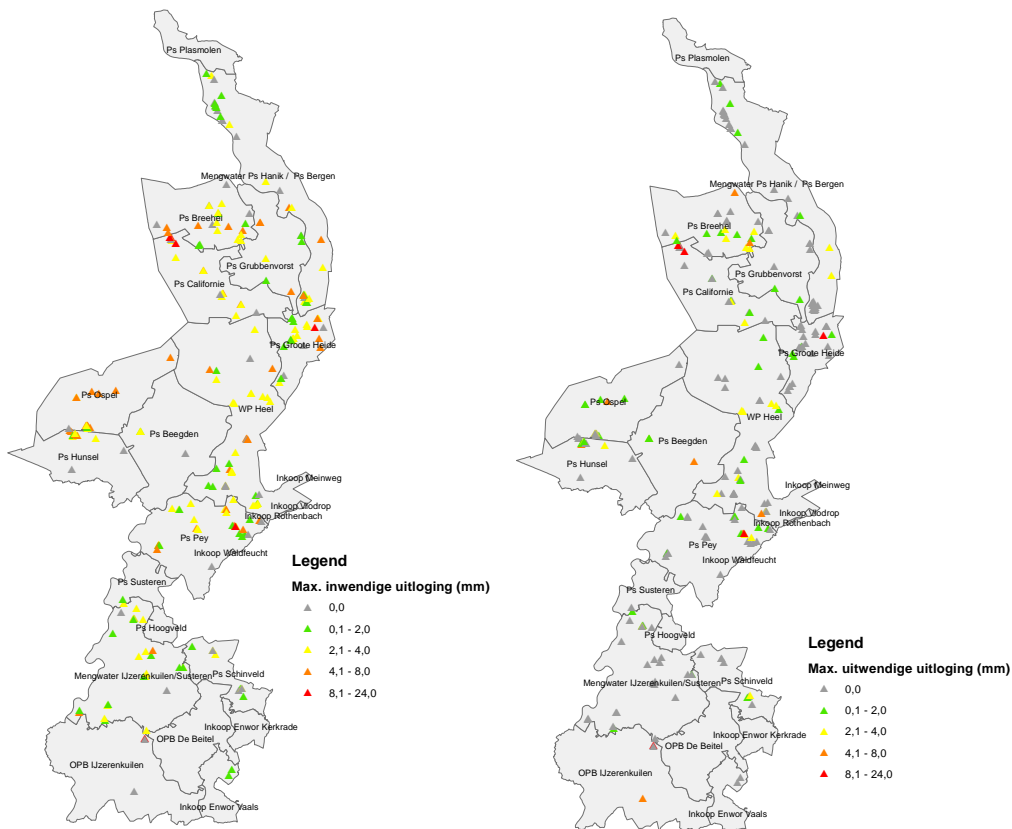 Ps Plasmolen
Mengwater Ps Hanik / Ps Bergen
Ps Breehei
Ps Grubbenvorst
Ps Californie
Ps Groote Heide
Ps Ospel
WP Heel
Ps Beegden
Ps Hunsel
Inkoop Meinweg
Inkoop Vlodrop
Inkoop Rothenbach
Ps Pey
Inkoop Waldfeucht
Ps Susteren
Ps Hoogveld
Ps Schinveld
Mengwater IJzerenkuilen/Susteren
Inkoop Enwor Kerkrade
OPB De Beitel
OPB IJzerenkuilen
Inkoop Enwor Vaals
Legend
Max. inwendige uitloging (mm)
0,0
0,1 - 2,0
2,1 - 4,0
4,1 - 8,0
8,1 - 24,0
Ps Plasmolen
Mengwater Ps Hanik / Ps Bergen
Ps Breehei
Ps Grubbenvorst
Ps Californie
Ps Groote Heide
Ps Ospel
WP Heel
Ps Beegden
Ps Hunsel
Inkoop Meinweg
Inkoop Vlodrop
Inkoop Rothenbach
Ps Pey
Inkoop Waldfeucht
Ps Susteren
Ps Hoogveld
Ps Schinveld
Mengwater IJzerenkuilen/Susteren
Inkoop Enwor Kerkrade
OPB De Beitel
OPB IJzerenkuilen
Inkoop Enwor Vaals
Legend
Max. uitwendige uitloging (mm)
0,0
0,1 - 2,0
2,1 - 4,0
4,1 - 8,0
8,1 - 24,0